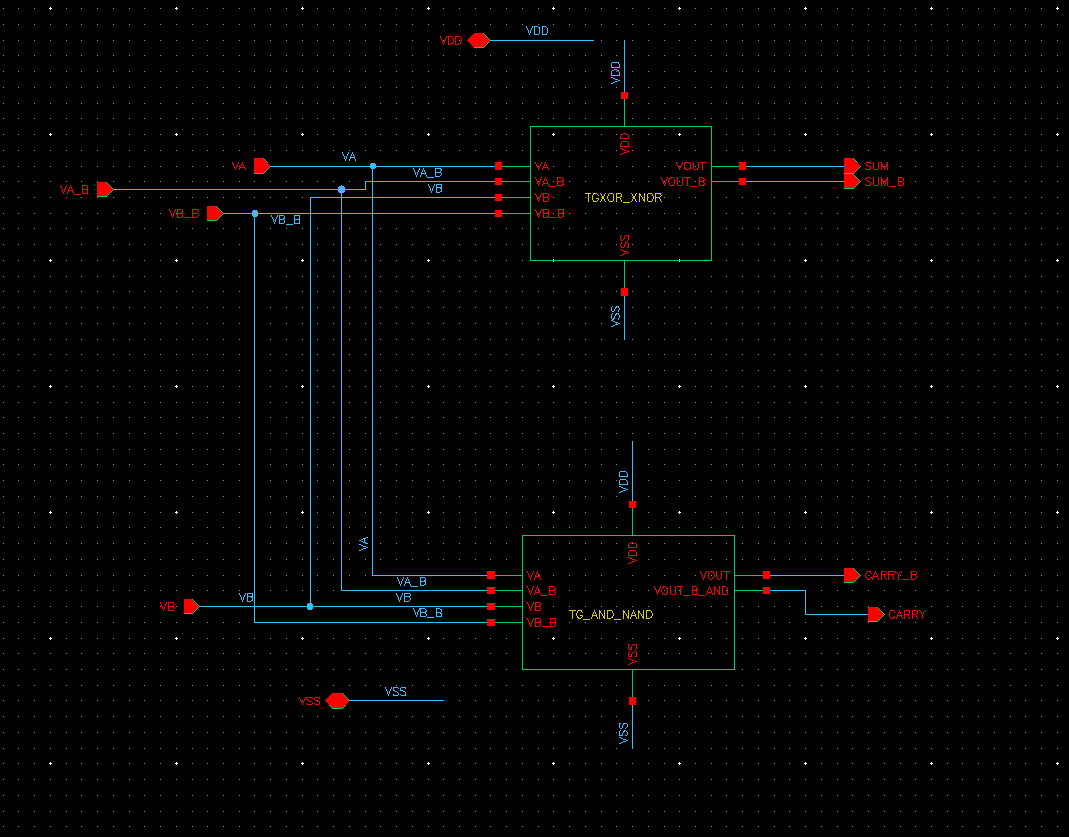 VDD
VDD
VDD
VDD
VA
VA
VA
VOUT
SUM
VA_B
VA_B
VA_B
VOUT_B
SUM_B
VB
VB
TGXOR_XNOR
VB_B
VB_B
VB_B
VSS
VSS
VDD
VDD
VA
VA
VOUT
CARRY_B
VA_B
VA_B
VOUT_B_AND
VB
VB
VB
VB
TG_AND_NAND
CARRY
VB_B
VB_B
VSS
VSS
VSS
VSS